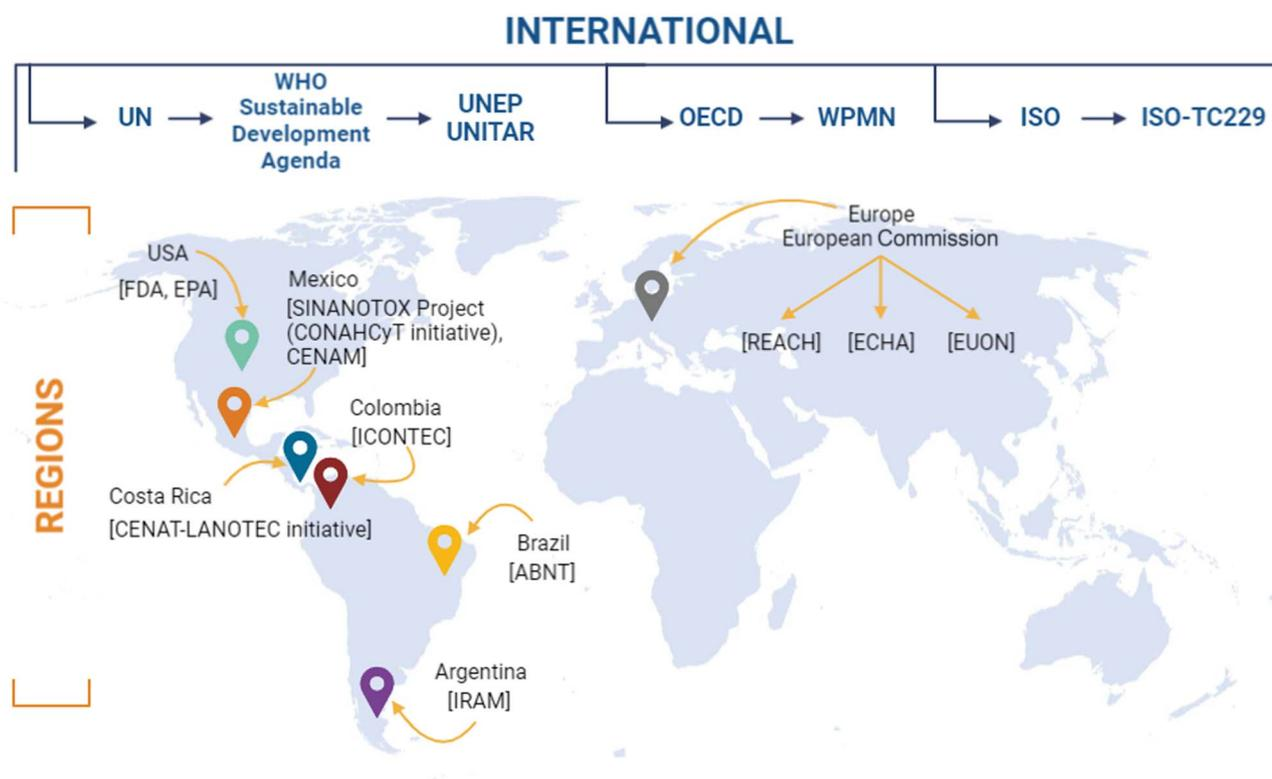 INTERNATIONAL
UN
WHO
Sustainable
Development
Agenda
UNEP
UNITAR
OECD
WPMN
ISO
ISO-TC229
REGIONS
USA
[FDA, EPA]
Mexico
[SINANOTOX Project
(CONAHCyT initiative),
CENAM]
Europe
European Commission
[REACH]
[ECHA]
[EUON]
Colombia
[ICONTEC]
Costa Rica
[CENAT-LANOTEC initiative]
Brazil
[ABNT]
Argentina
[IRAM]